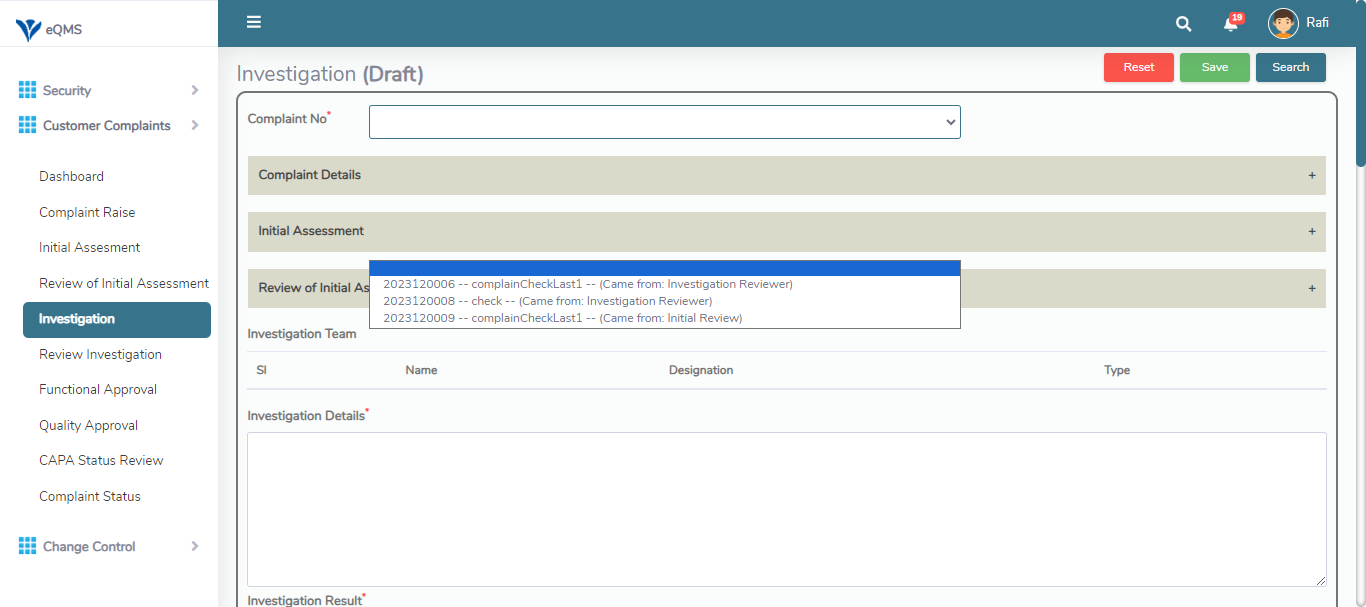 eQMS
19
Rafi
Security
Customer Complaints
Dashboard
Complaint Raise
Initial Assesment
Review of Initial Assessment
Investigation
Review Investigation
Functional Approval
Quality Approval
CAPA Status Review
Complaint Status
Change Control
Investigation (Draft)
Reset Save Search
Complaint No*
Complaint Details +
Initial Assessment +
Review of Initial As +
2023120006 -- complainCheckLast1 -- (Came from: Investigation Reviewer)
2023120008 -- check -- (Came from: Investigation Reviewer)
2023120009 -- complainCheckLast1 -- (Came from: Initial Review)
Investigation Team
Sl Name Designation Type
Investigation Details*
Investigation Result*